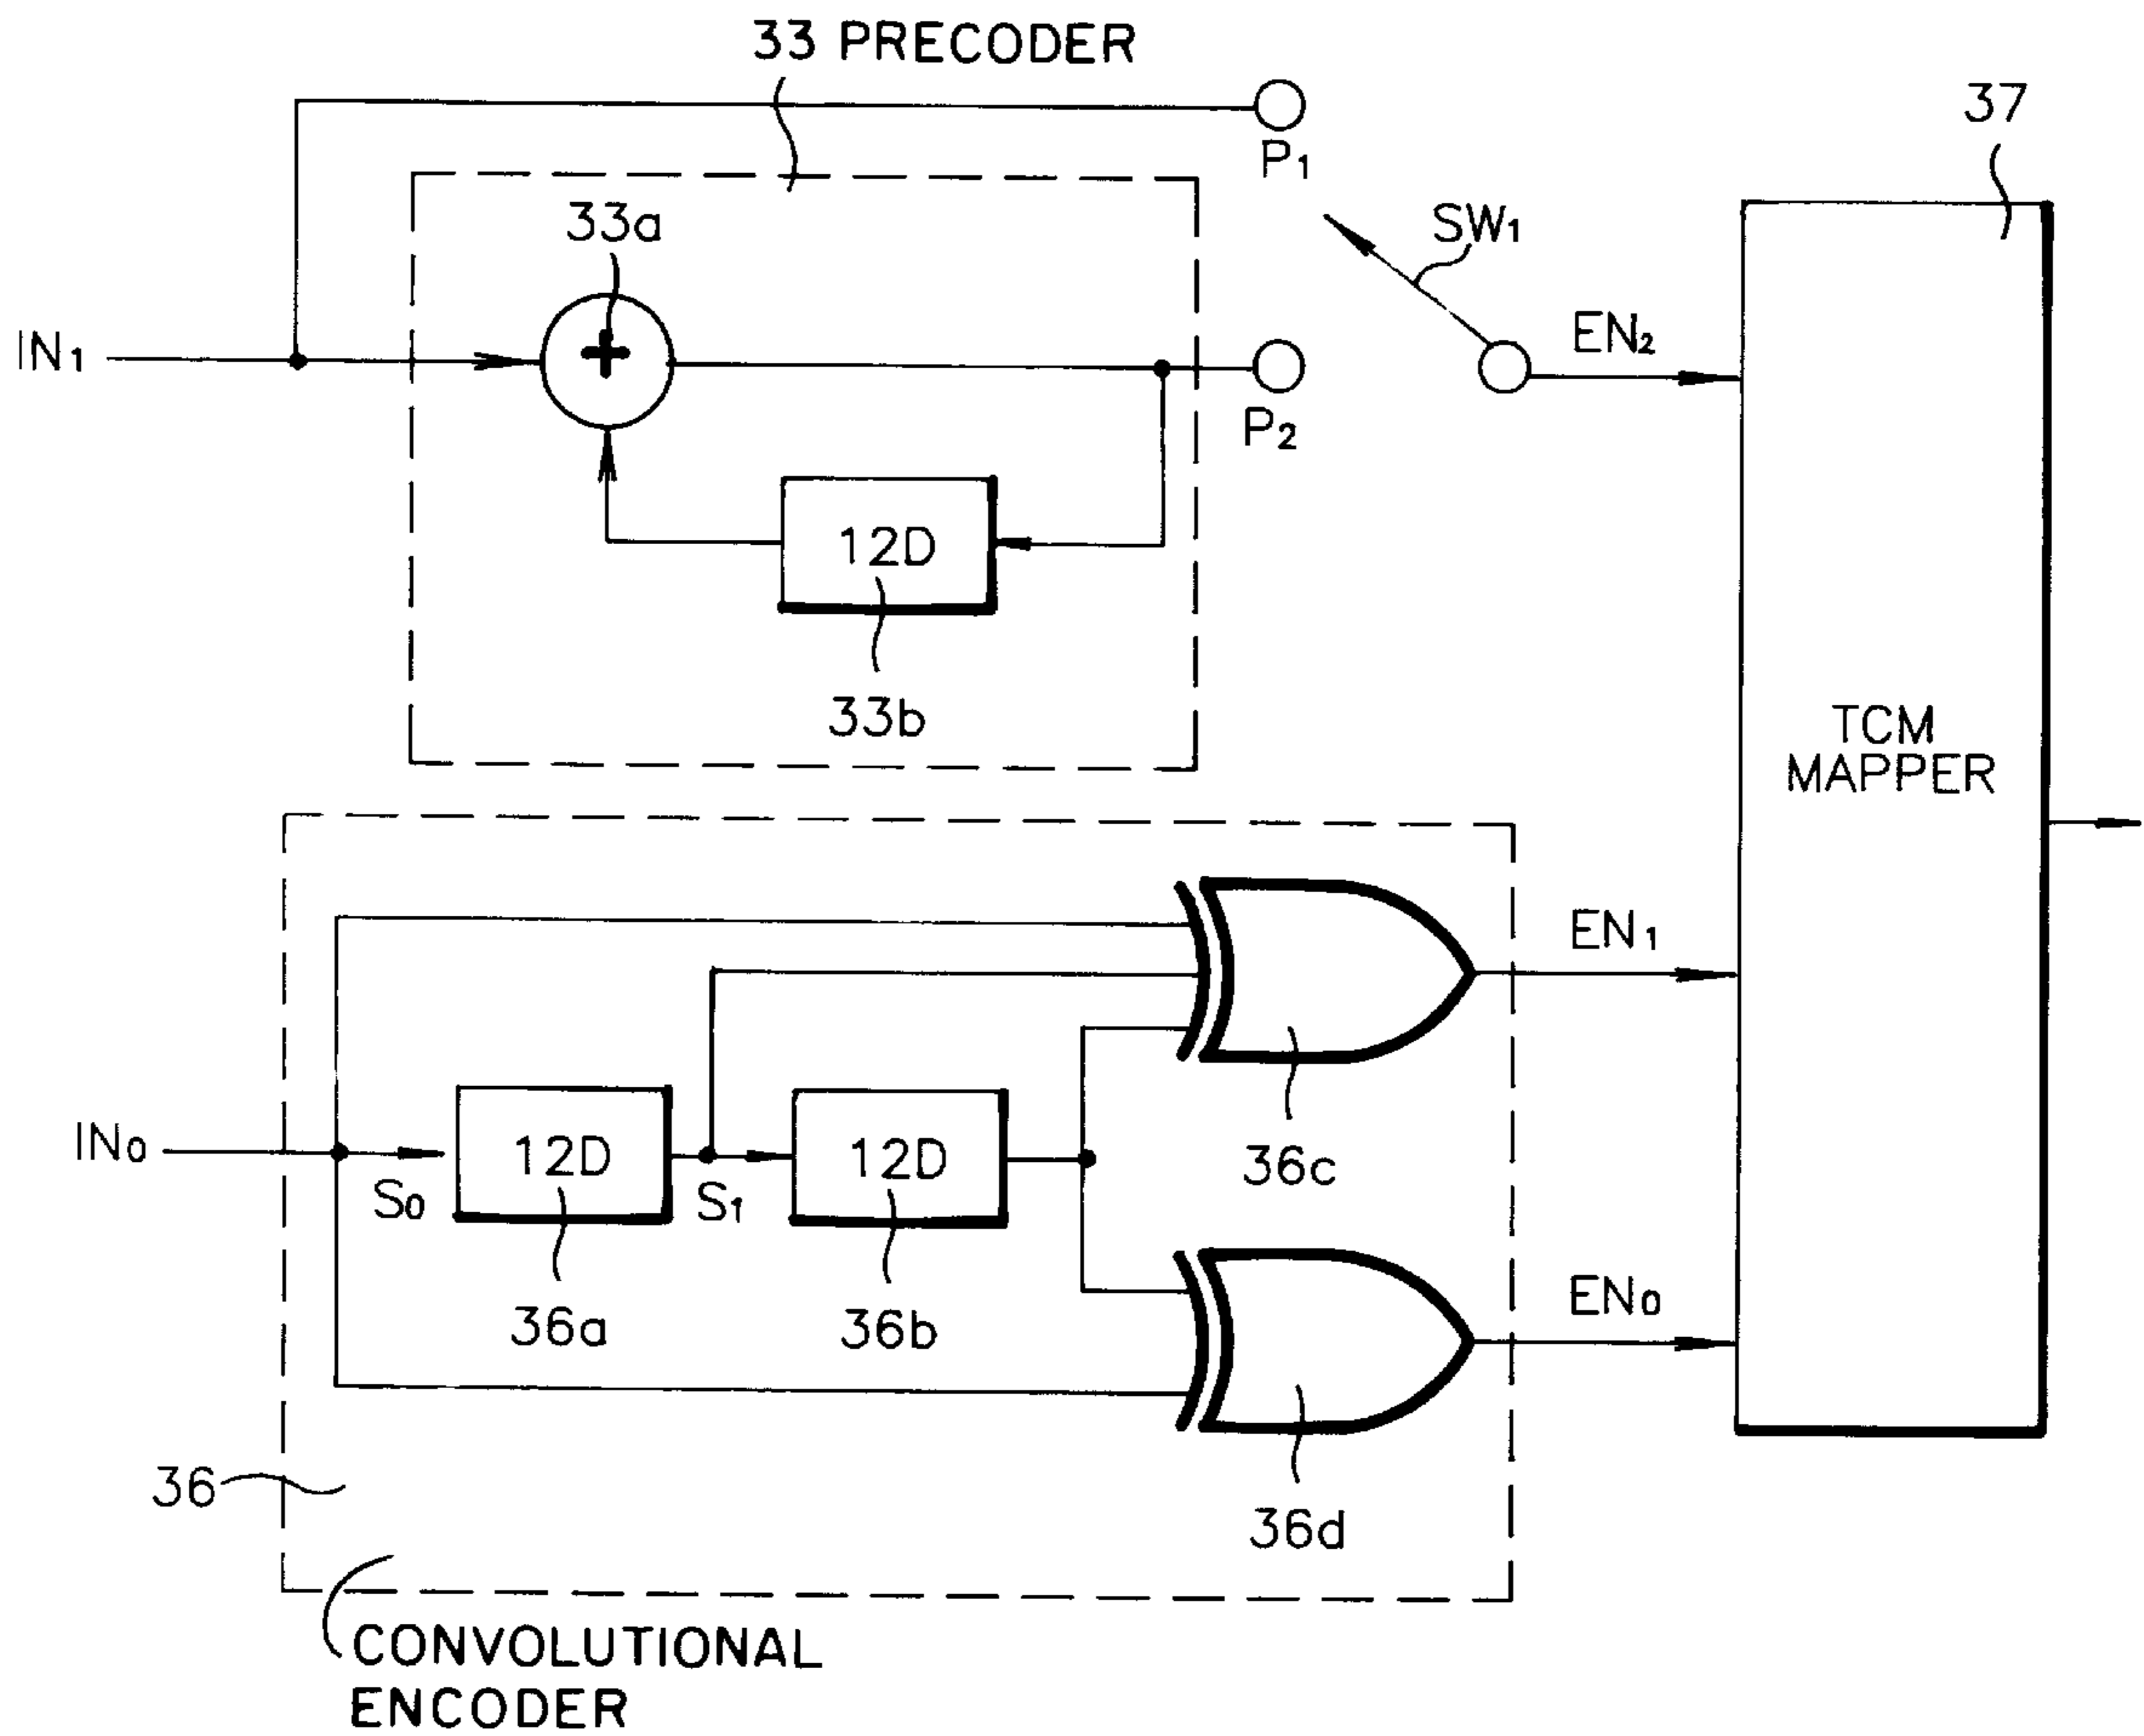 33 PRECODER
P1
37
33a
SW1
IN1
EN2
P2
12D
33b
TCM
MAPPER
EN1
IN0
12D
12D
S0
S1
36c
36a
36b
EN0
36
36d
CONVOLUTIONAL
ENCODER